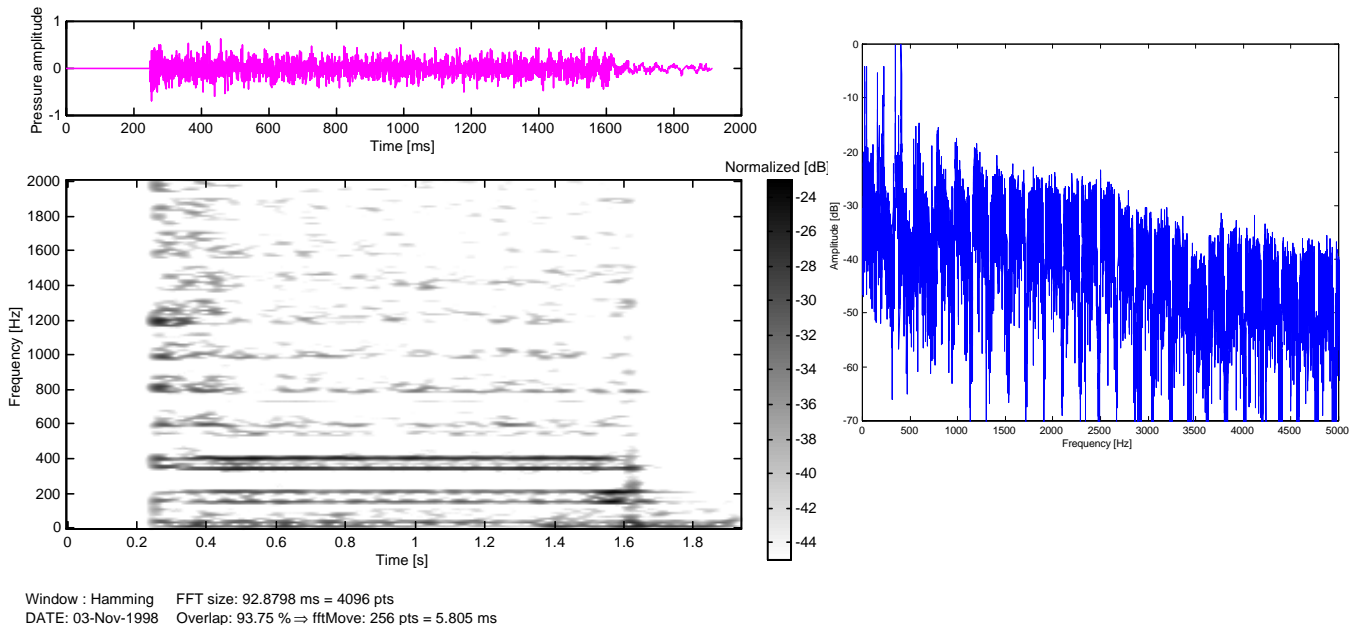 1
0
-1
Pressure amplitude
0 200 400 600 800 1000 1200 1400 1600 1800 2000
Time [ms]
Normalized [dB]
2000
1800
1600
1400
1200
1000
800
600
400
200
0
Frequency [Hz]
0 0.2 0.4 0.6 0.8 1 1.2 1.4 1.6 1.8
Time [s]
-24
-26
-28
-30
-32
-34
-36
-38
-40
-42
-44
0
-10
-20
-30
-40
-50
-60
-70
Amplitude [dB]
0 500 1000 1500 2000 2500 3000 3500 4000 4500 5000
Frequency [Hz]
Window : Hamming FFT size: 92.8798 ms = 4096 pts
DATE: 03-Nov-1998 Overlap: 93.75 % ⇒ fftMove: 256 pts = 5.805 ms